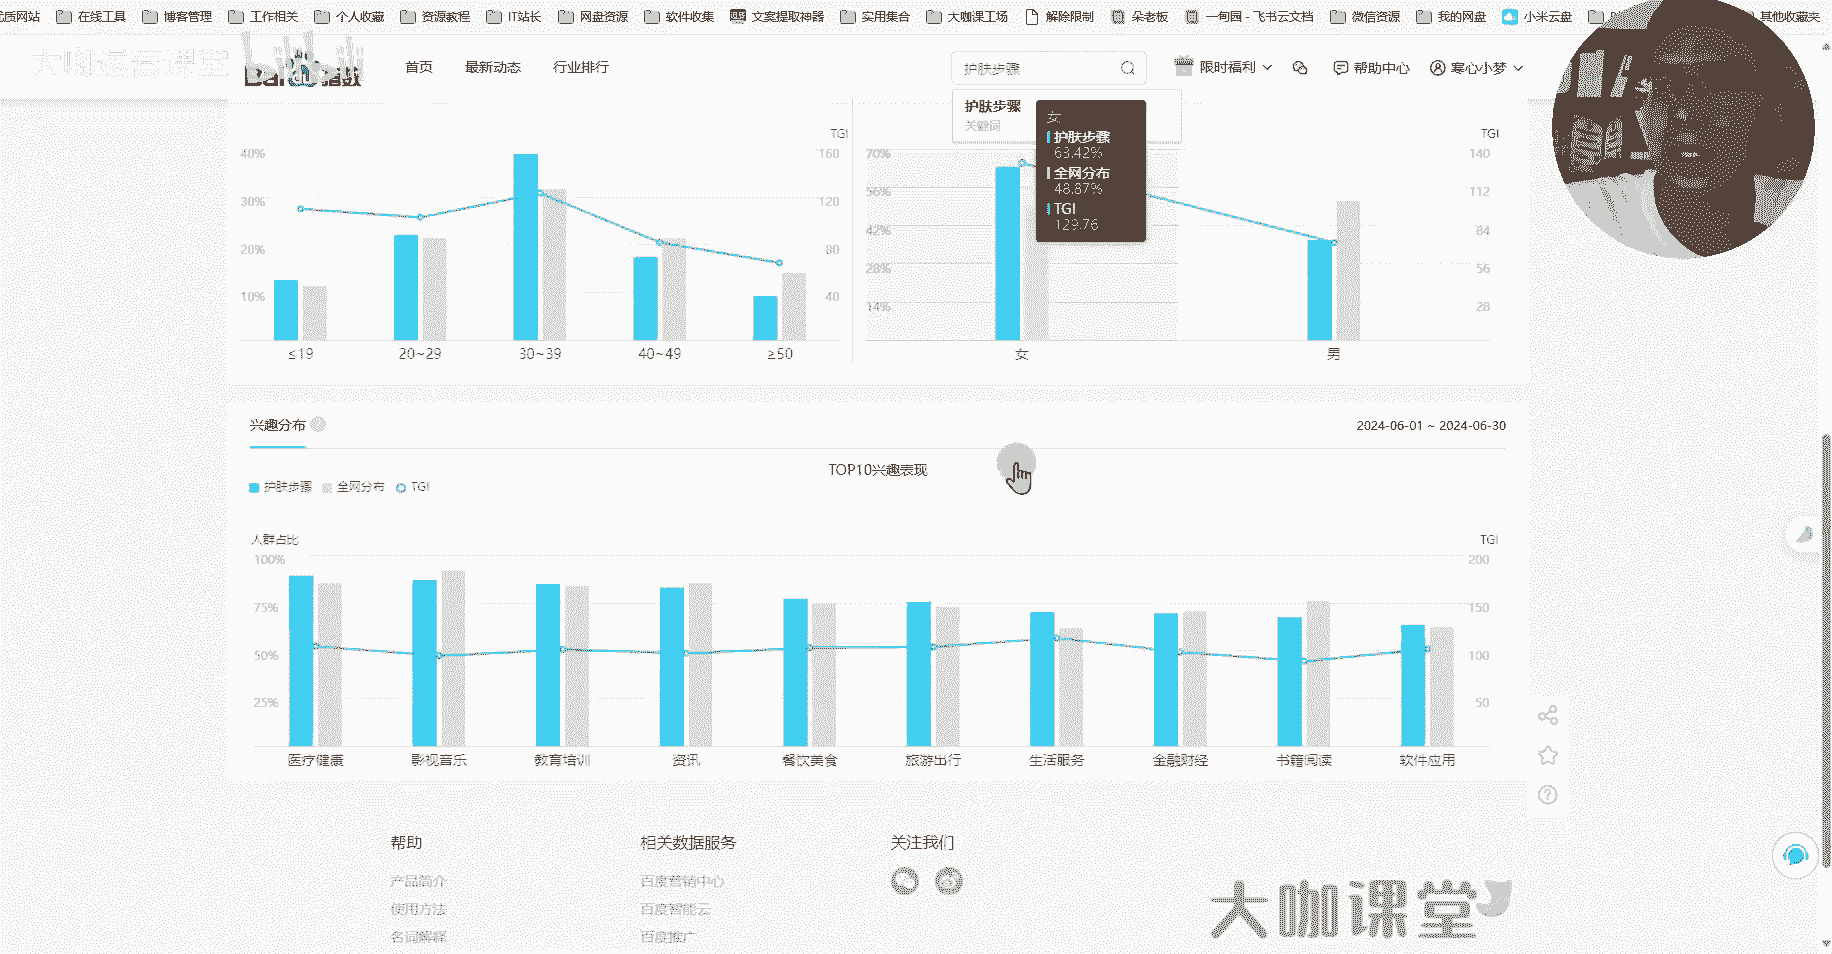 优质网站 在线工具 博客管理 工作相关 个人收藏 资源教程 IT站长 网盘资源 软件收集 文案提取神器 实用集合 大咖课工场 解除限制 朵老板 一甸园 - 飞书云文档 微信资源 我的网盘 小米云盘 其他收藏夹
大咖运营课堂 bilibili
Baidu指数 首页 最新动态 行业排行 护肤步骤 限时福利 帮助中心 寒心小梦
护肤步骤
关键词
女
护肤步骤
63.42%
全网分布
48.87%
TGI
129.76
TGI
40% 160
30% 120
20% 80
10% 40
≤19 20~29 30~39 40~49 ≥50
TGI
70% 140
56% 112
42% 84
28% 56
14% 28
女 男
兴趣分布 2024-06-01 ~ 2024-06-30
TOP10兴趣表现
护肤步骤 全网分布 TGI
人群占比 TGI
100% 200
75% 150
50% 100
25% 50
医疗健康 影视音乐 教育培训 资讯 餐饮美食 旅游出行 生活服务 金融财经 书籍阅读 软件应用
帮助 相关数据服务 关注我们
产品简介 百度营销中心
使用方法 百度智能云
名词解释 百度推广
大咖课堂